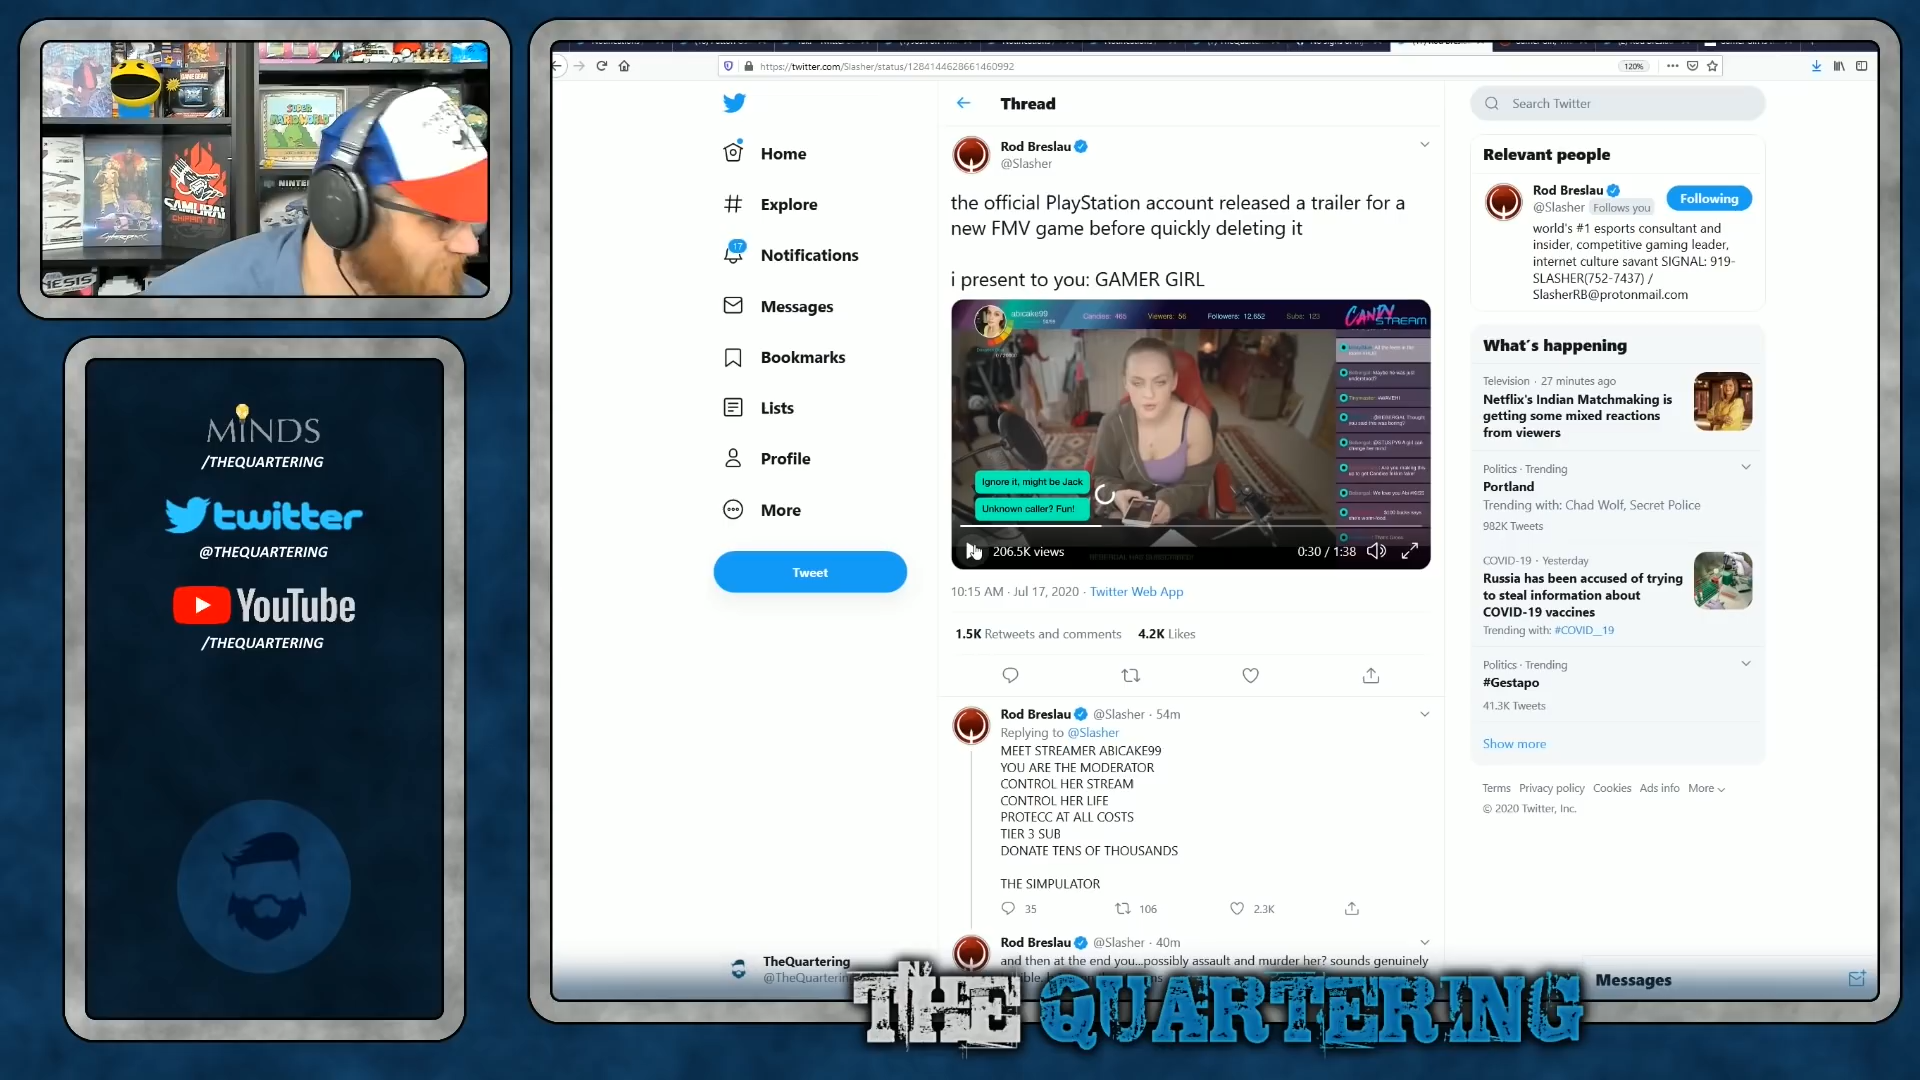 MINDS
/THEQUARTERING
twitter
@THEQUARTERING
YouTube
/THEQUARTERING
SUPER
MARIO WORLD
SAMURAI
https://twitter.com/Slasher/status/1284144628661460992
120%
Home
Explore
17
Notifications
Messages
Bookmarks
Lists
Profile
More
Tweet
TheQuartering
Thread
Rod Breslau
@Slasher
the official PlayStation account released a trailer for a
new FMV game before quickly deleting it
i present to you: GAMER GIRL
abicake99
Candies: 465
Viewers: 56
Followers: 12,652
Subs: 123
CANDY
STREAM
Ignore it, might be Jack
Unknown caller? Fun!
206.5K views
0:30 / 1:38
10:15 AM · Jul 17, 2020 · Twitter Web App
1.5K Retweets and comments 4.2K Likes
Rod Breslau @Slasher · 54m
Replying to @Slasher
MEET STREAMER ABICAKE99
YOU ARE THE MODERATOR
CONTROL HER STREAM
CONTROL HER LIFE
PROTECC AT ALL COSTS
TIER 3 SUB
DONATE TENS OF THOUSANDS
THE SIMPULATOR
35
106
2.3K
Rod Breslau @Slasher · 40m
and then at the end you...possibly assault and murder her? sounds genuinely
Search Twitter
Relevant people
Rod Breslau
@Slasher Follows you
Following
world's #1 esports consultant and
insider, competitive gaming leader,
internet culture savant SIGNAL: 919-
SLASHER(752-7437) /
SlasherRB@protonmail.com
What's happening
Television · 27 minutes ago
Netflix's Indian Matchmaking is
getting some mixed reactions
from viewers
Politics · Trending
Portland
Trending with: Chad Wolf, Secret Police
982K Tweets
COVID-19 · Yesterday
Russia has been accused of trying
to steal information about
COVID-19 vaccines
Trending with: #COVID__19
Politics · Trending
#Gestapo
41.3K Tweets
Show more
Terms Privacy policy Cookies Ads info More
© 2020 Twitter, Inc.
Messages
THE QUARTERING